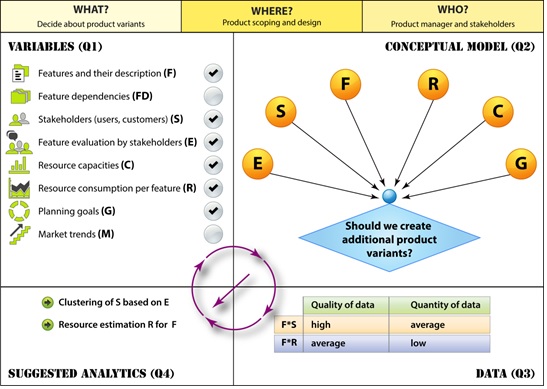 WHAT?
Decide about product variants
WHERE?
Product scoping and design
WHO?
Product manager and stakeholders
VARIABLES (Q1)
Features and their description (F)
Feature dependencies (FD)
Stakeholders (users, customers) (S)
Feature evaluation by stakeholders (E)
Resource capacities (C)
Resource consumption per feature (R)
Planning goals (G)
Market trends (M)
CONCEPTUAL MODEL (Q2)
E
S
F
R
C
G
Should we create
additional product
variants?
Clustering of S based on E
Resource estimation R for F
SUGGESTED ANALYTICS (Q4)
Quality of data Quantity of data
F*S high average
F*R average low
DATA (Q3)